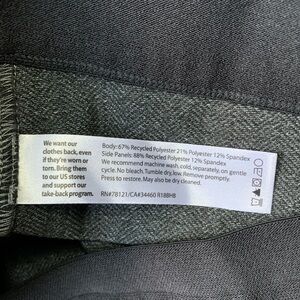 We want our
clothes back, even
if they're worn or
torn. Bring them
to our US stores
and support our
take-back program.
Body: 67% Recycled Polyester 21% Polyester 12% Spandex
Side Panels: 88% Recycled Polyester 12% Spandex
We recommend machine wash, cold, separately, on gentle
cycle. No bleach. Tumble dry, low. Remove promptly.
Press to restore. May also be dry cleaned.
RN#78121/CA#34460 R188H8